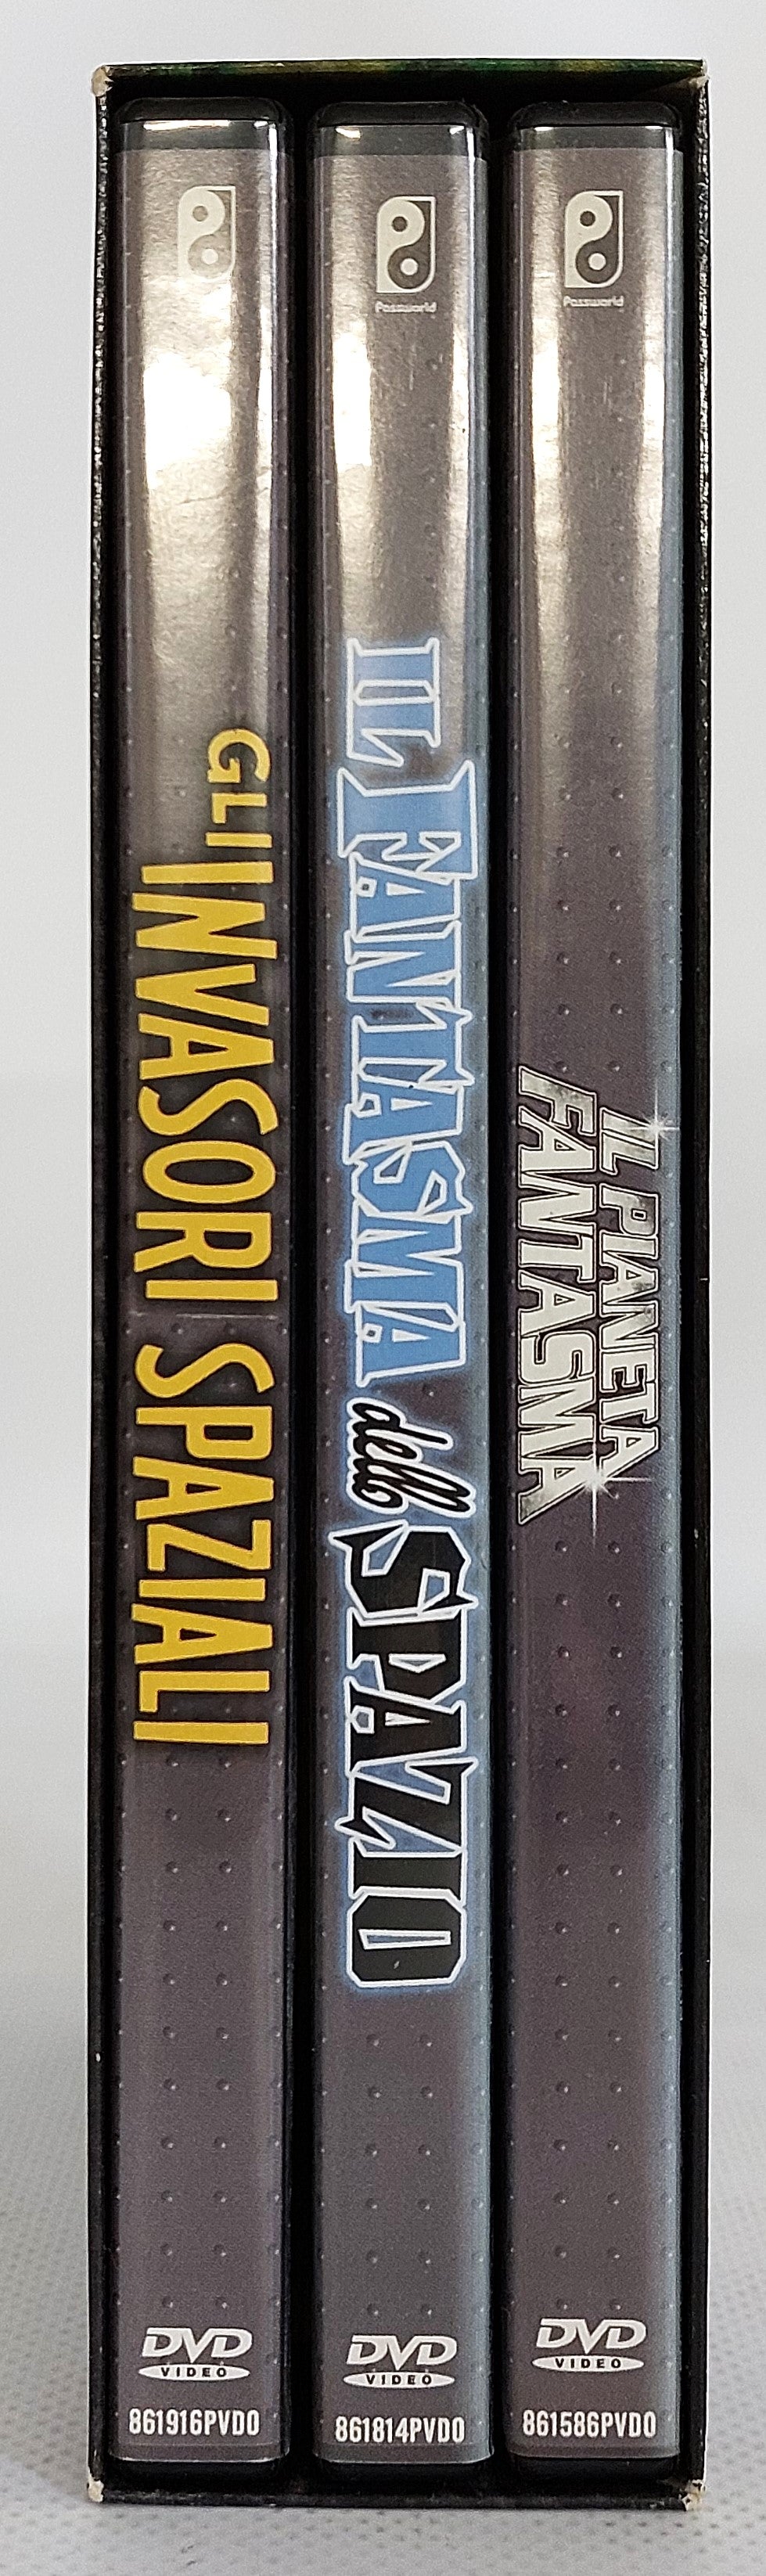 GLI INVASORI SPAZIALI
DVD
VIDEO
861916PVDO
Passworld
IL FANTASMA dello SPAZIO
DVD
VIDEO
861814PVDO
Passworld
IL PIANETA
FANTASMA
DVD
VIDEO
861586PVDO